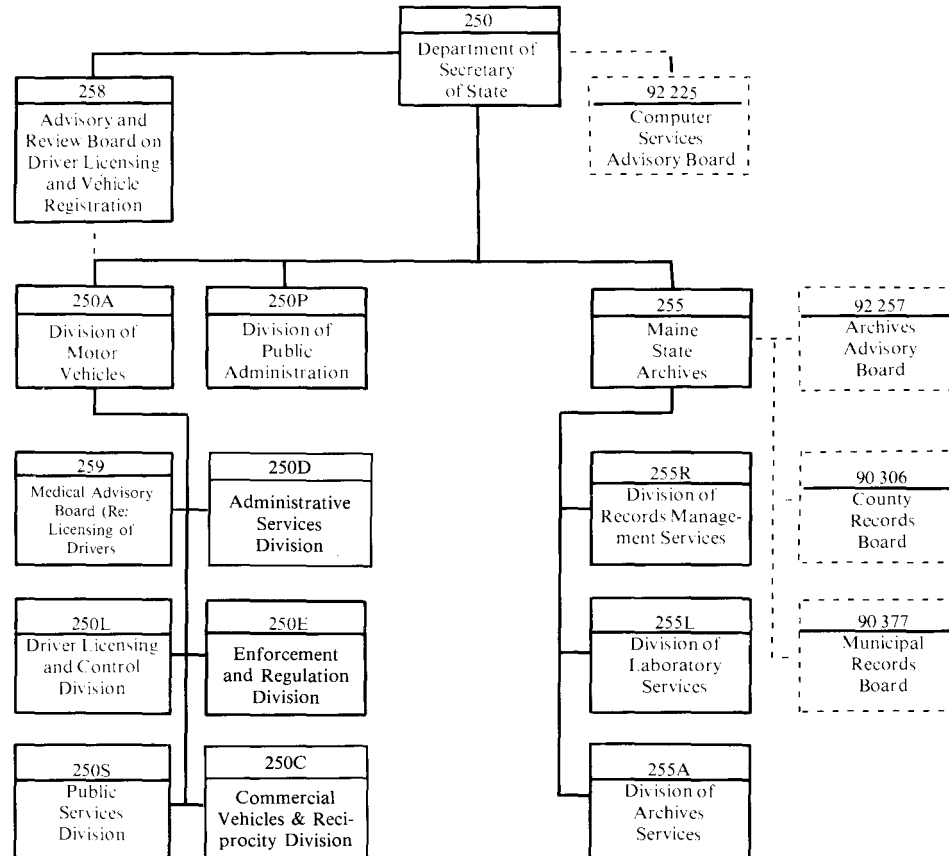 250
Department of
Secretary
of State
258
Advisory and
Review Board on
Driver Licensing
and Vehicle
Registration
92 225
Computer
Services
Advisory Board
250A
Division of
Motor
Vehicles
250P
Division of
Public
Administration
255
Maine
State
Archives
92 257
Archives
Advisory
Board
259
Medical Advisory
Board (Re:
Licensing of
Drivers
250D
Administrative
Services
Division
255R
Division of
Records Manage-
ment Services
90 306
County
Records
Board
250L
Driver Licensing
and Control
Division
250E
Enforcement
and Regulation
Division
255L
Division of
Laboratory
Services
90 377
Municipal
Records
Board
250S
Public
Services
Division
250C
Commercial
Vehicles & Reci-
procity Division
255A
Division of
Archives
Services